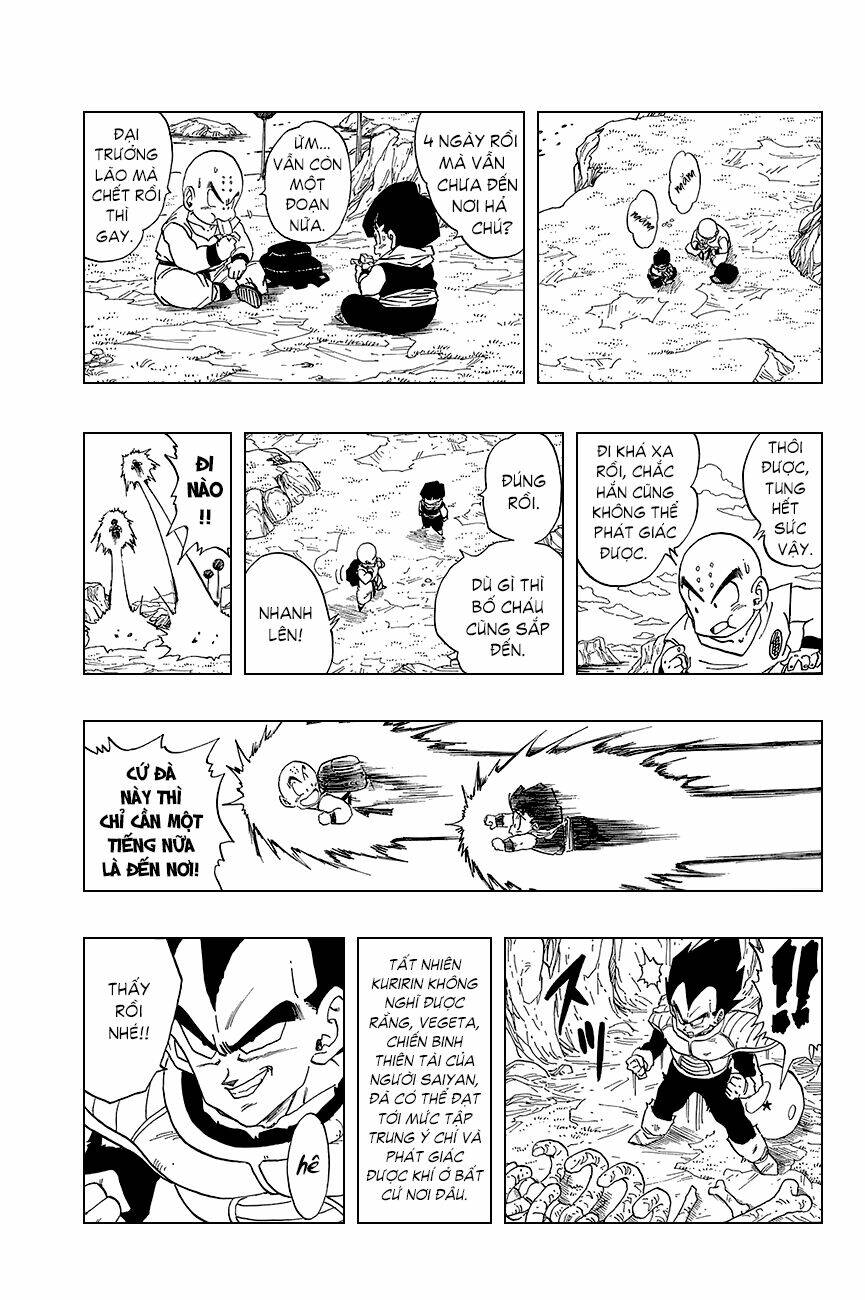 măm
măm
4 NGÀY RỒI
MÀ VẪN
CHƯA ĐẾN
NƠI HẢ
CHÚ?
ỪM...
VẪN CÒN
MỘT
ĐOẠN
NỮA.
ĐẠI
TRƯỞNG
LÃO MÀ
CHẾT RỒI
THÌ
GAY.
THÔI
ĐƯỢC,
TUNG
HẾT
SỨC
VẬY.
ĐI KHÁ XA
RỒI, CHẮC
HẲN CŨNG
KHÔNG THỂ
PHÁT GIÁC
ĐƯỢC.
ĐÚNG
RỒI.
DÙ GÌ THÌ
BỐ CHÁU
CŨNG SẮP
ĐẾN.
NHANH
LÊN!
ĐI
NÀO
!!
CỨ ĐÀ
NÀY THÌ
CHỈ CẦN MỘT
TIẾNG NỮA
LÀ ĐẾN NƠI!
!!
TẤT NHIÊN
KURIRIN KHÔNG
NGHĨ ĐƯỢC
RẰNG, VEGETA,
CHIẾN BINH
THIÊN TÀI CỦA
NGƯỜI SAIYAN,
ĐÃ CÓ THỂ ĐẠT
TỚI MỨC TẬP
TRUNG Ý CHÍ VÀ
PHÁT GIÁC
ĐƯỢC KHÍ Ở BẤT
CỨ NƠI ĐÂU.
THẤY
RỒI
NHÉ!!
hê